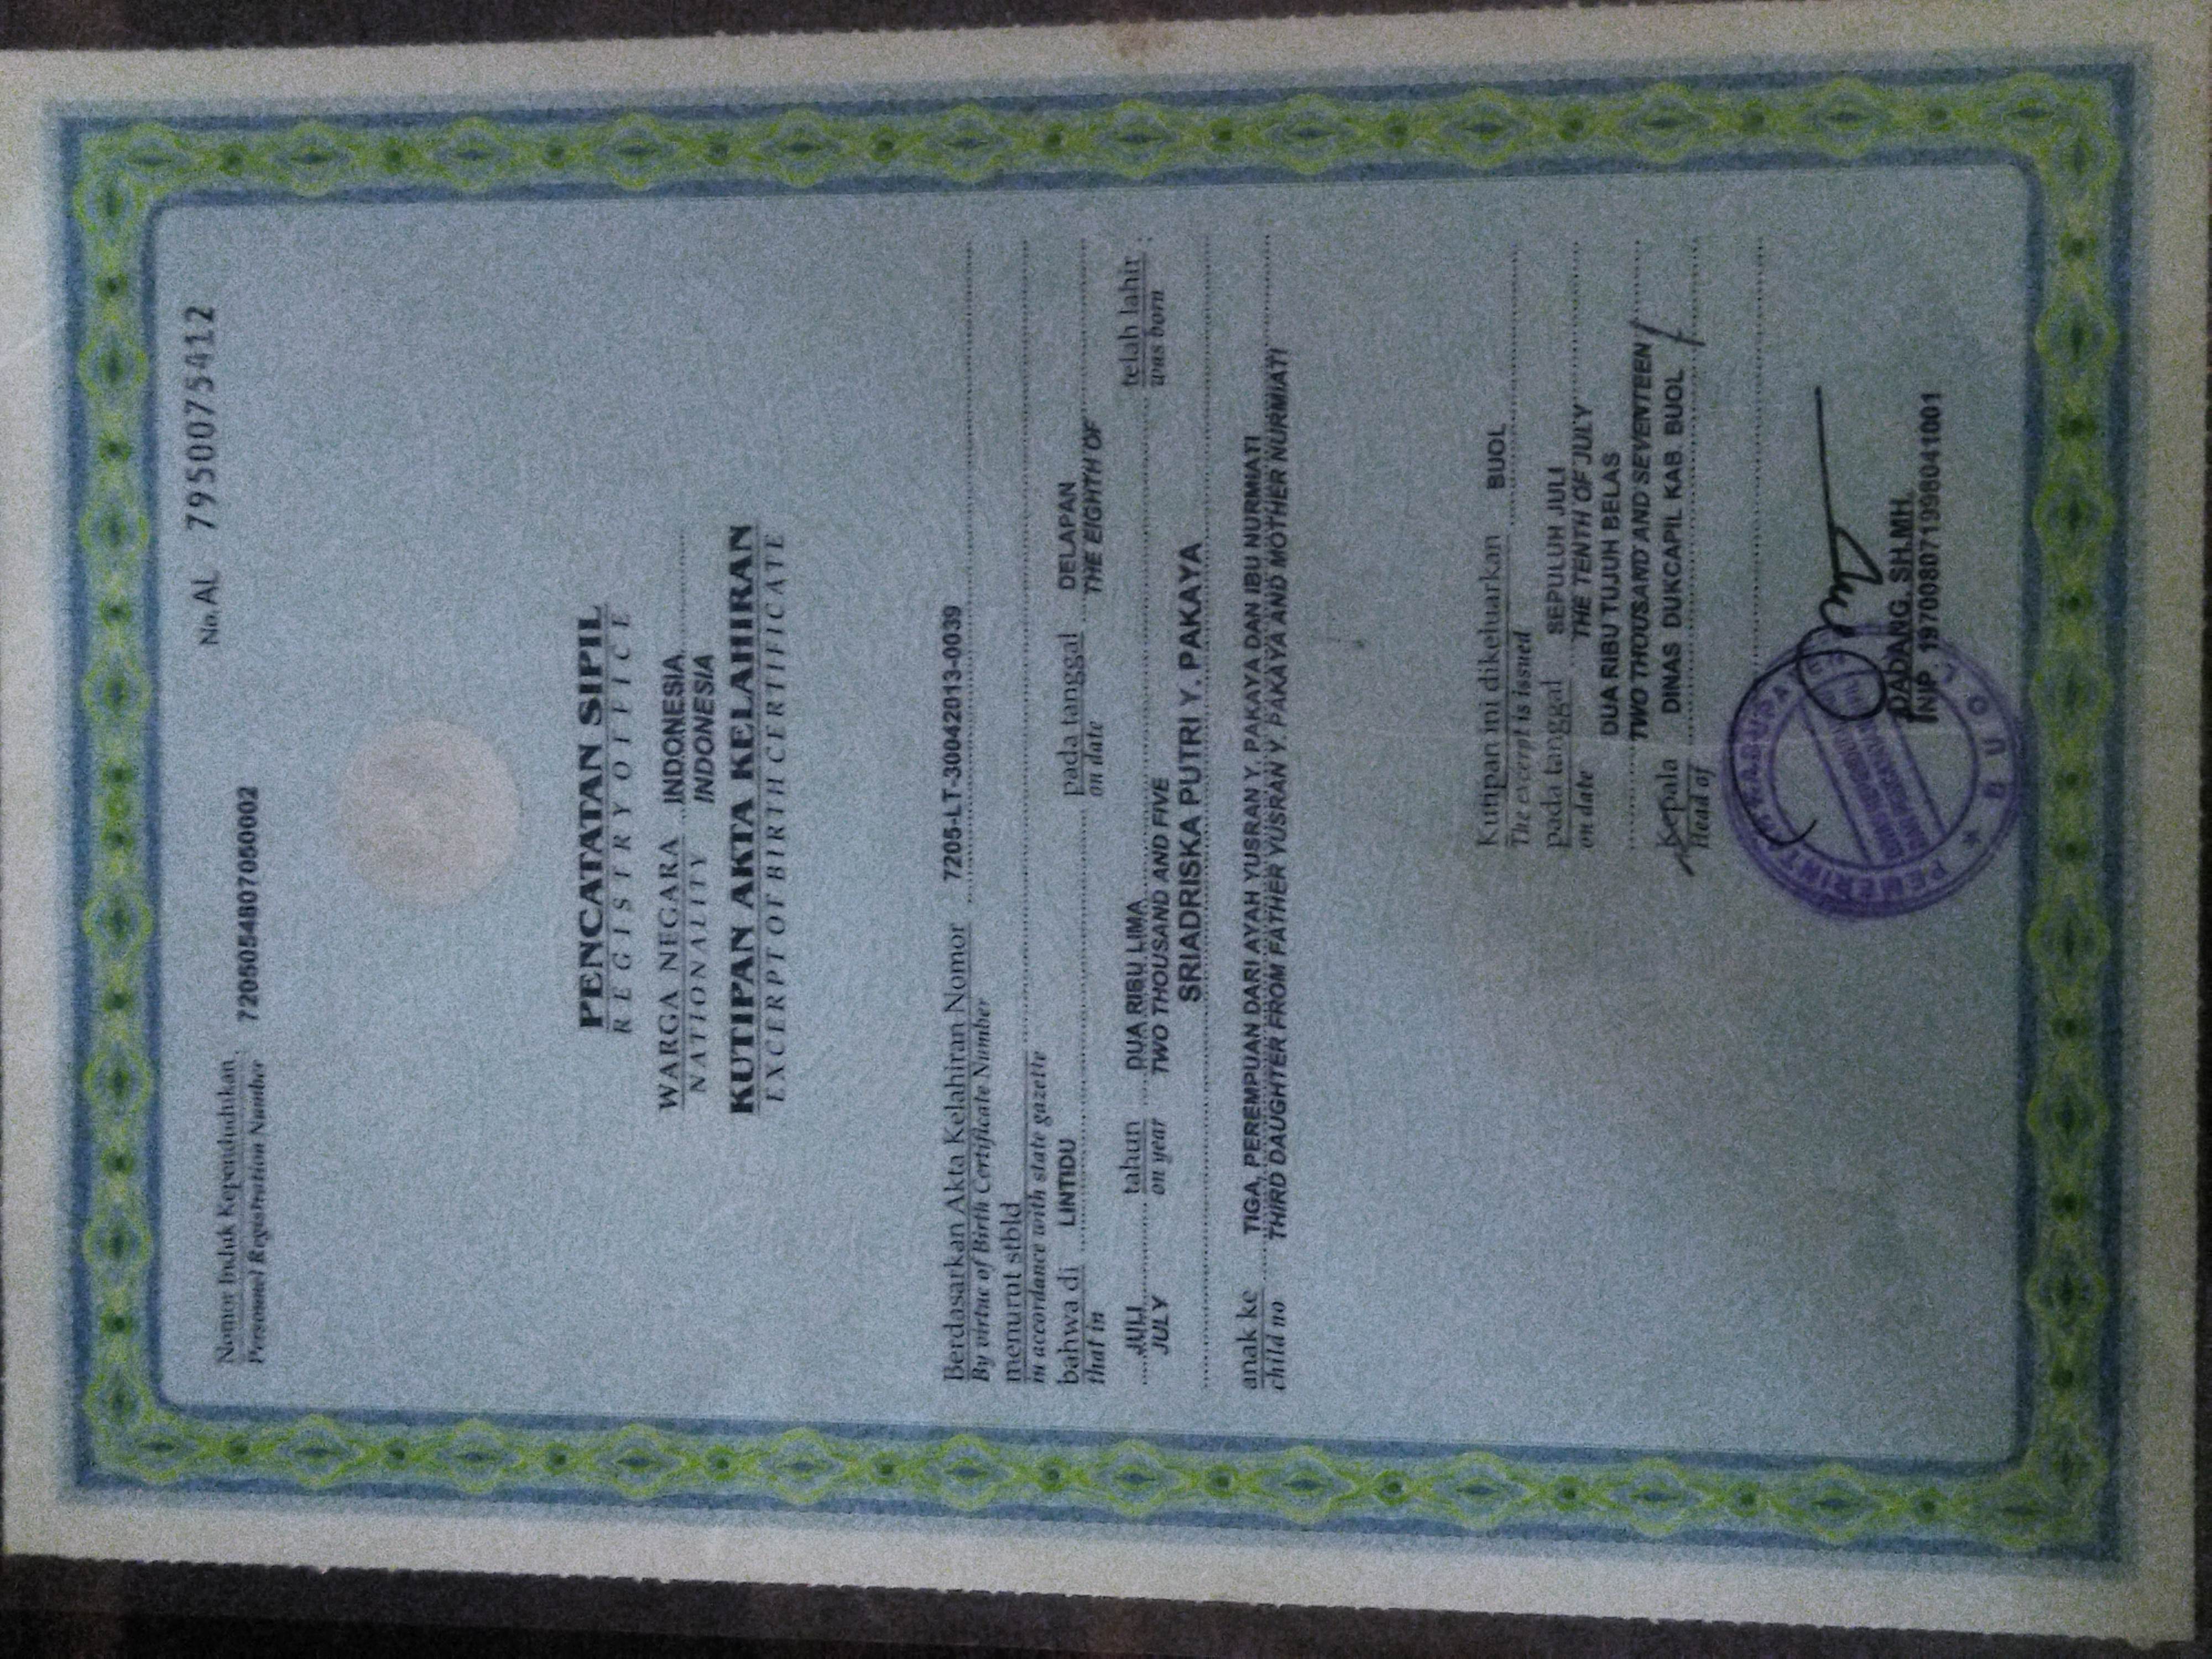 Nomor Induk Kependudukan 7205054807050002 No.AL 7950075412
Personal Registration Number
PENCATATAN SIPIL
REGISTRY OFFICE
WARGA NEGARA INDONESIA
NATIONALITY INDONESIA
KUTIPAN AKTA KELAHIRAN
EXCERPT OF BIRTH CERTIFICATE
Berdasarkan Akta Kelahiran Nomor 7205-LT-30042013-0039
By virtue of Birth Certificate Number
menurut stbld
in accordance with state gazette
bahwa di LINTIDU pada tanggal DELAPAN
that in on date THE EIGHTH OF
JULI tahun DUA RIBU LIMA telah lahir :
JULY on year TWO THOUSAND AND FIVE was born
SRIADRISKA PUTRI Y. PAKAYA
anak ke TIGA, PEREMPUAN DARI AYAH YUSRAN Y. PAKAYA DAN IBU NURMIATI
child no THIRD DAUGHTER FROM FATHER YUSRAN Y. PAKAYA AND MOTHER NURMIATI
Kutipan ini dikeluarkan BUOL
The excerpt is issued
pada tanggal SEPULUH JULI
on date THE TENTH OF JULY
DUA RIBU TUJUH BELAS
TWO THOUSAND AND SEVENTEEN
Kepala DINAS DUKCAPIL KAB. BUOL
Head of
DADANG, SH.MH.
NIP. 197008071998041001
BUOL